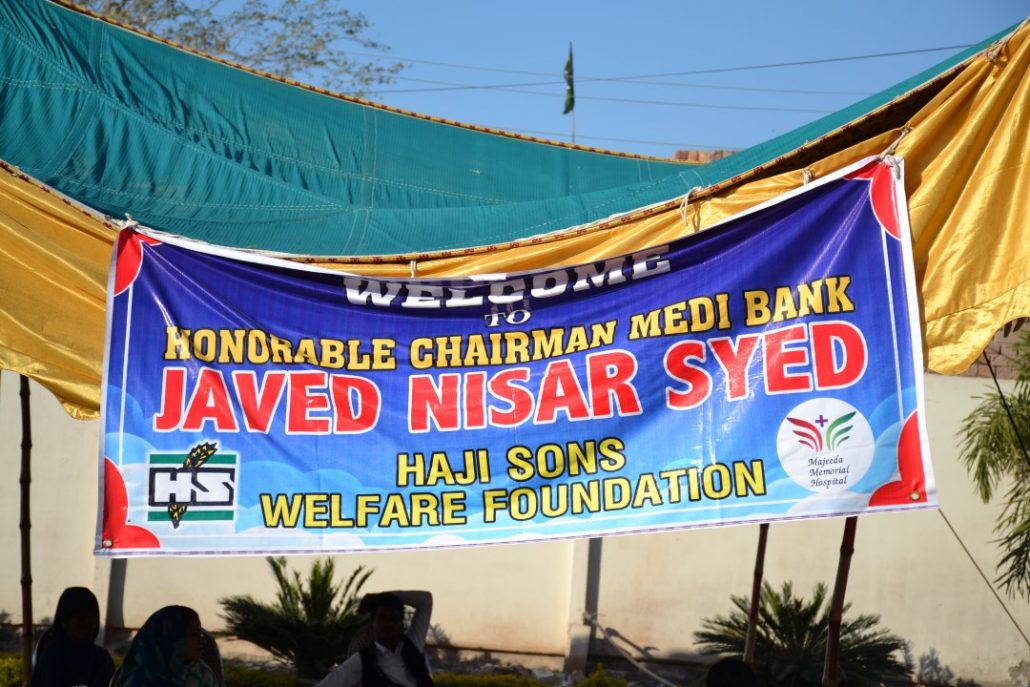 WELCOME
TO
HONORABLE CHAIRMAN MEDI BANK
JAVED NISAR SYED
HAJI SONS
WELFARE FOUNDATION
HS
Majeeda
Memorial
Hospital